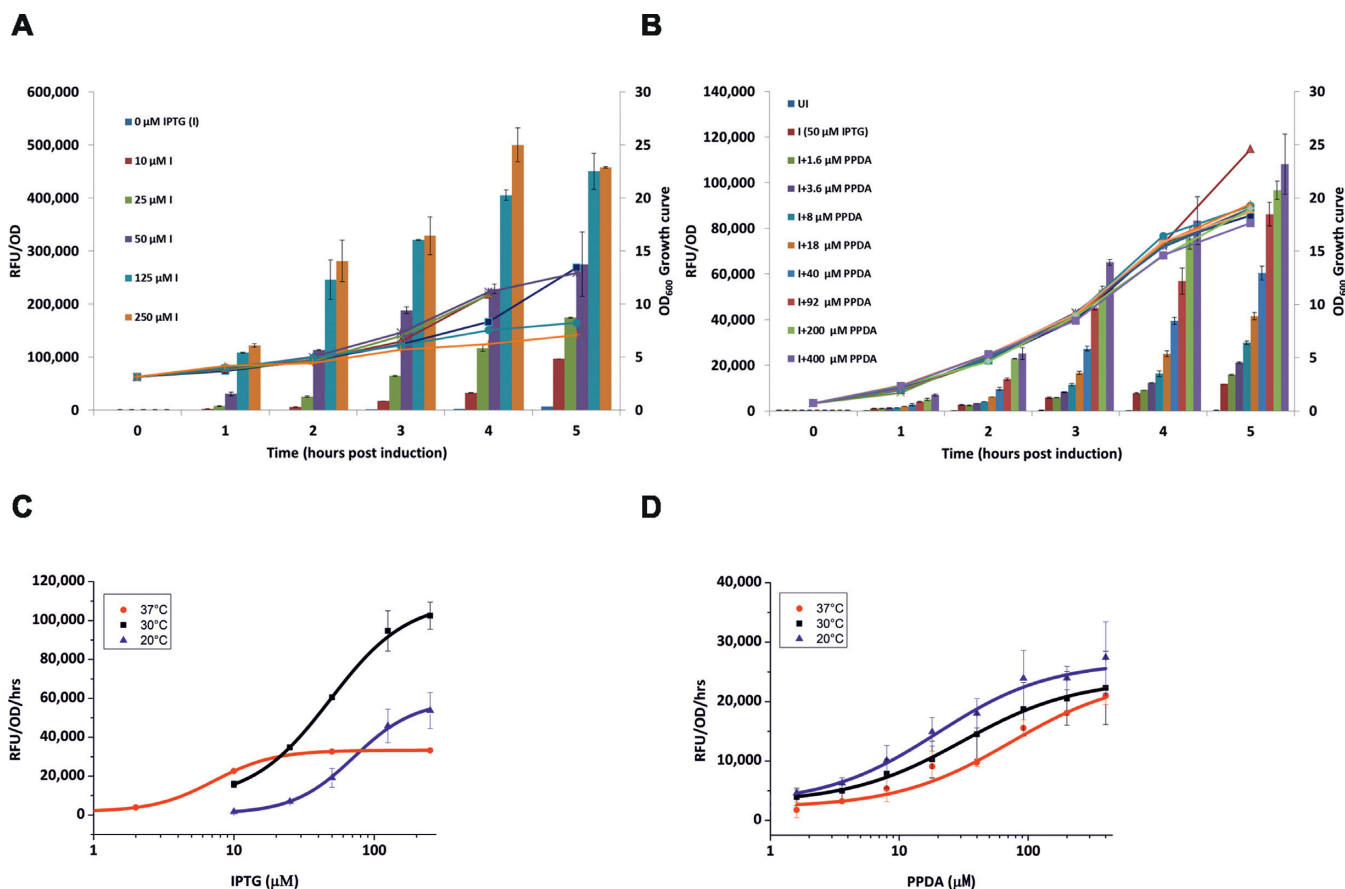 A
RFU/OD
600,000
500,000
400,000
300,000
200,000
100,000
0
0 µM IPTG (I)
10 µM I
25 µM I
50 µM I
125 µM I
250 µM I
30
25
20
15
10
5
0
OD600 Growth curve
0 1 2 3 4 5
Time (hours post induction)
B
RFU/OD
140,000
120,000
100,000
80,000
60,000
40,000
20,000
0
UI
I (50 µM IPTG)
I+1.6 µM PPDA
I+3.6 µM PPDA
I+8 µM PPDA
I+18 µM PPDA
I+40 µM PPDA
I+92 µM PPDA
I+200 µM PPDA
I+400 µM PPDA
30
25
20
15
10
5
0
OD600 Growth curve
0 1 2 3 4 5
Time (hours post induction)
C
RFU/OD/hrs
120,000
100,000
80,000
60,000
40,000
20,000
0
37°C
30°C
20°C
1 10 100
IPTG (µM)
D
RFU/OD/hrs
40,000
30,000
20,000
10,000
0
37°C
30°C
20°C
1 10 100
PPDA (µM)